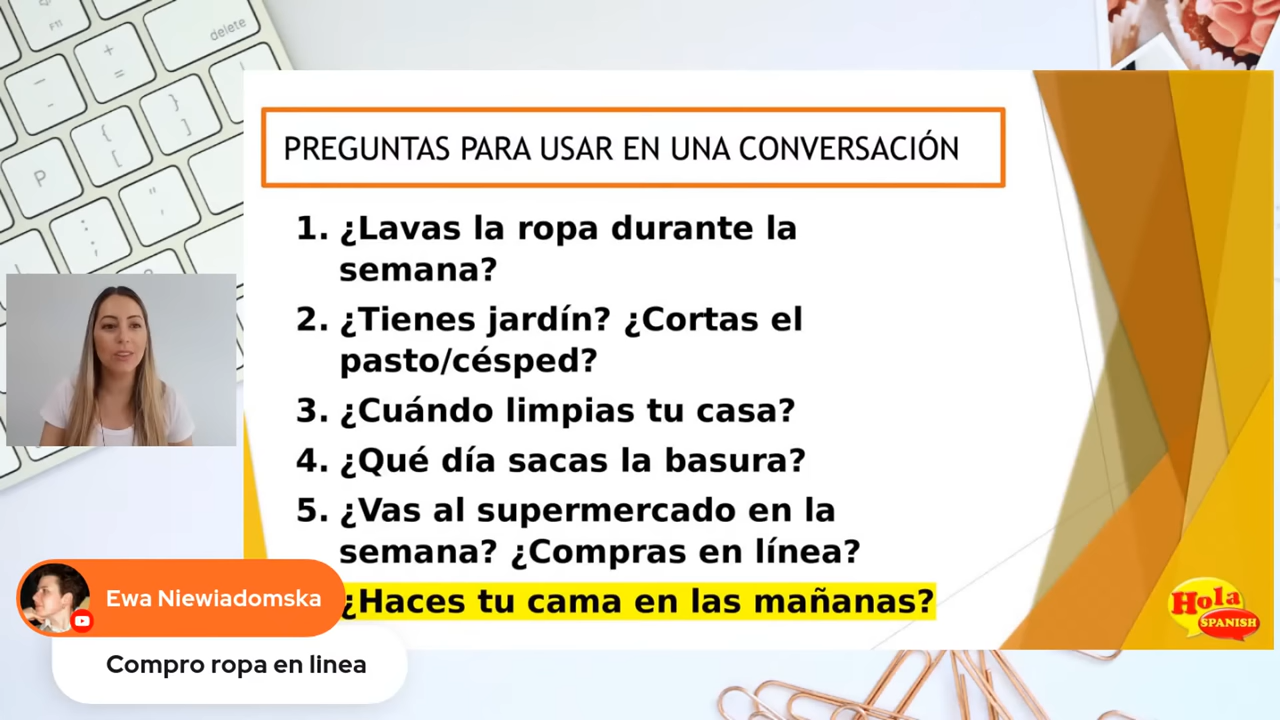 F11
delete
+
=
P
PREGUNTAS PARA USAR EN UNA CONVERSACIÓN
1. ¿Lavas la ropa durante la
semana?
2. ¿Tienes jardín? ¿Cortas el
pasto/césped?
3. ¿Cuándo limpias tu casa?
4. ¿Qué día sacas la basura?
5. ¿Vas al supermercado en la
semana? ¿Compras en línea?
¿Haces tu cama en las mañanas?
Ewa Niewiadomska
Compro ropa en linea
Hola
SPANISH